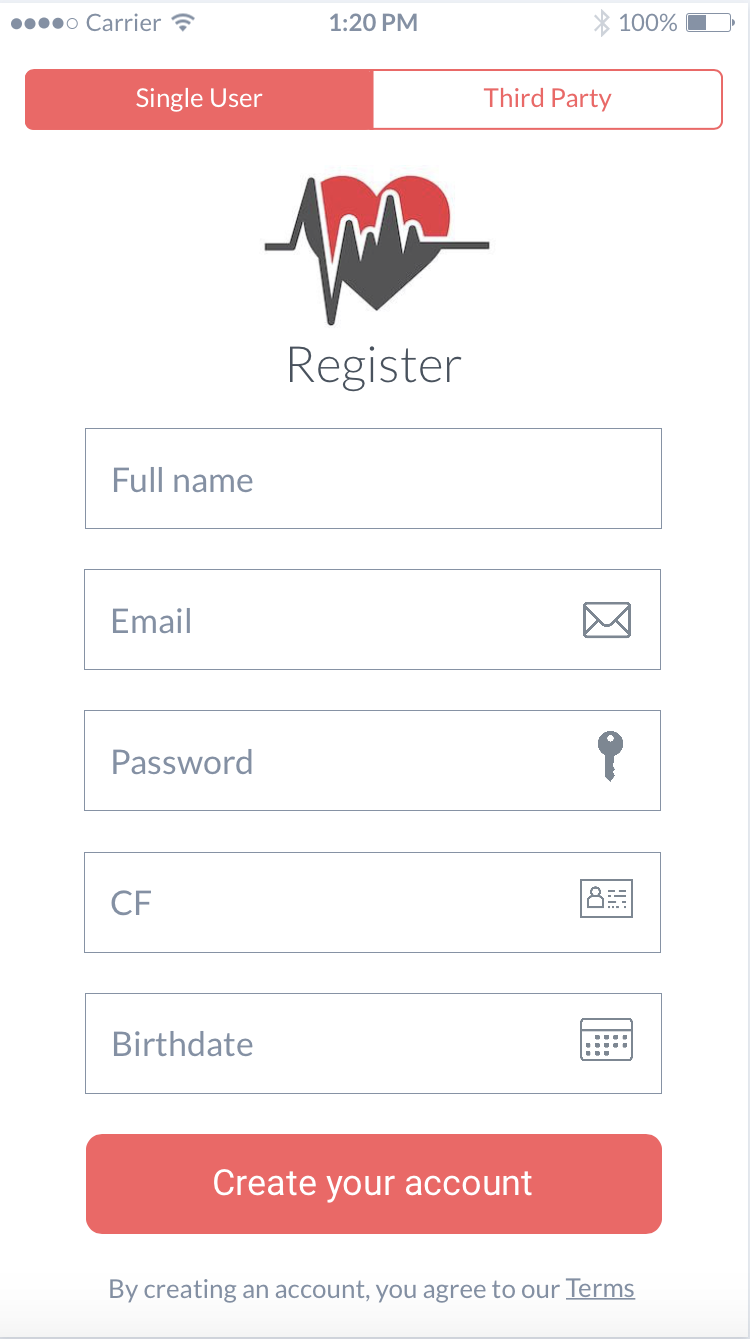 Carrier 1:20 PM 100%
Single User Third Party
Register
Full name
Email
Password
CF
Birthdate
Create your account
By creating an account, you agree to our Terms